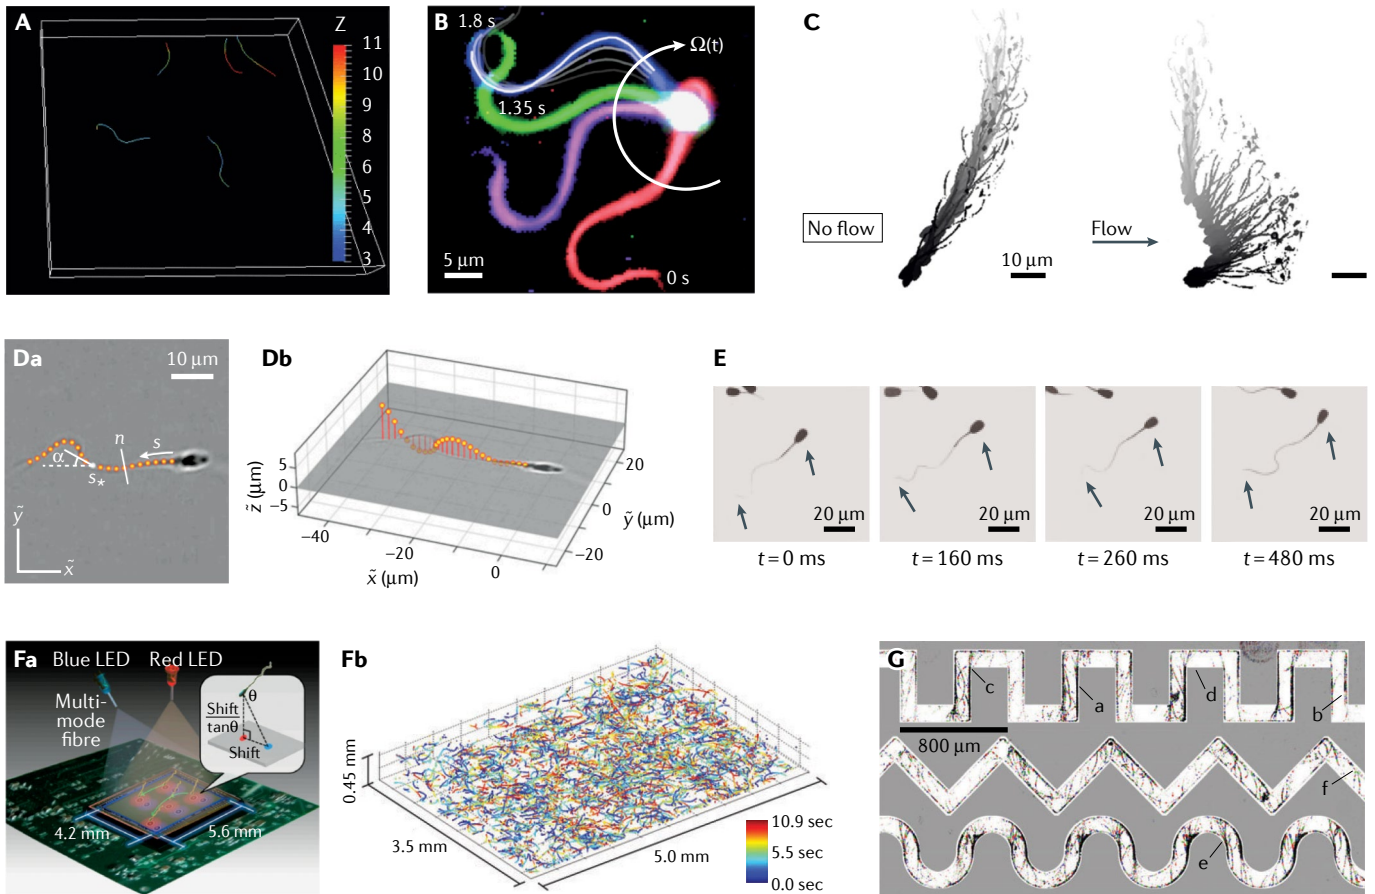 A
Z
11
10
9
8
7
6
5
4
3
B
1.8 s
Ω(t)
1.35 s
5 µm
0 s
C
No flow
10 µm
Flow
Da
10 µm
n
s
α
s*
ỹ
x̃
Db
5
0
−5
z̃ (µm)
−40
−20
0
x̃ (µm)
20
0
−20
ỹ (µm)
E
20 µm
20 µm
20 µm
20 µm
t = 0 ms
t = 160 ms
t = 260 ms
t = 480 ms
Fa
Blue LED
Red LED
Multi-
mode
fibre
θ
Shift
tanθ
Shift
4.2 mm
5.6 mm
Fb
0.45 mm
3.5 mm
5.0 mm
10.9 sec
5.5 sec
0.0 sec
G
c
a
d
b
800 µm
f
e